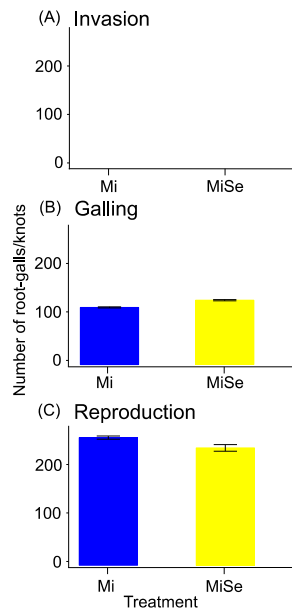 (A) Invasion
200
100
0
Mi MiSe
Number of root-galls/knots
(B) Galling
200
100
0
Mi MiSe
(C) Reproduction
200
100
0
Mi MiSe
Treatment